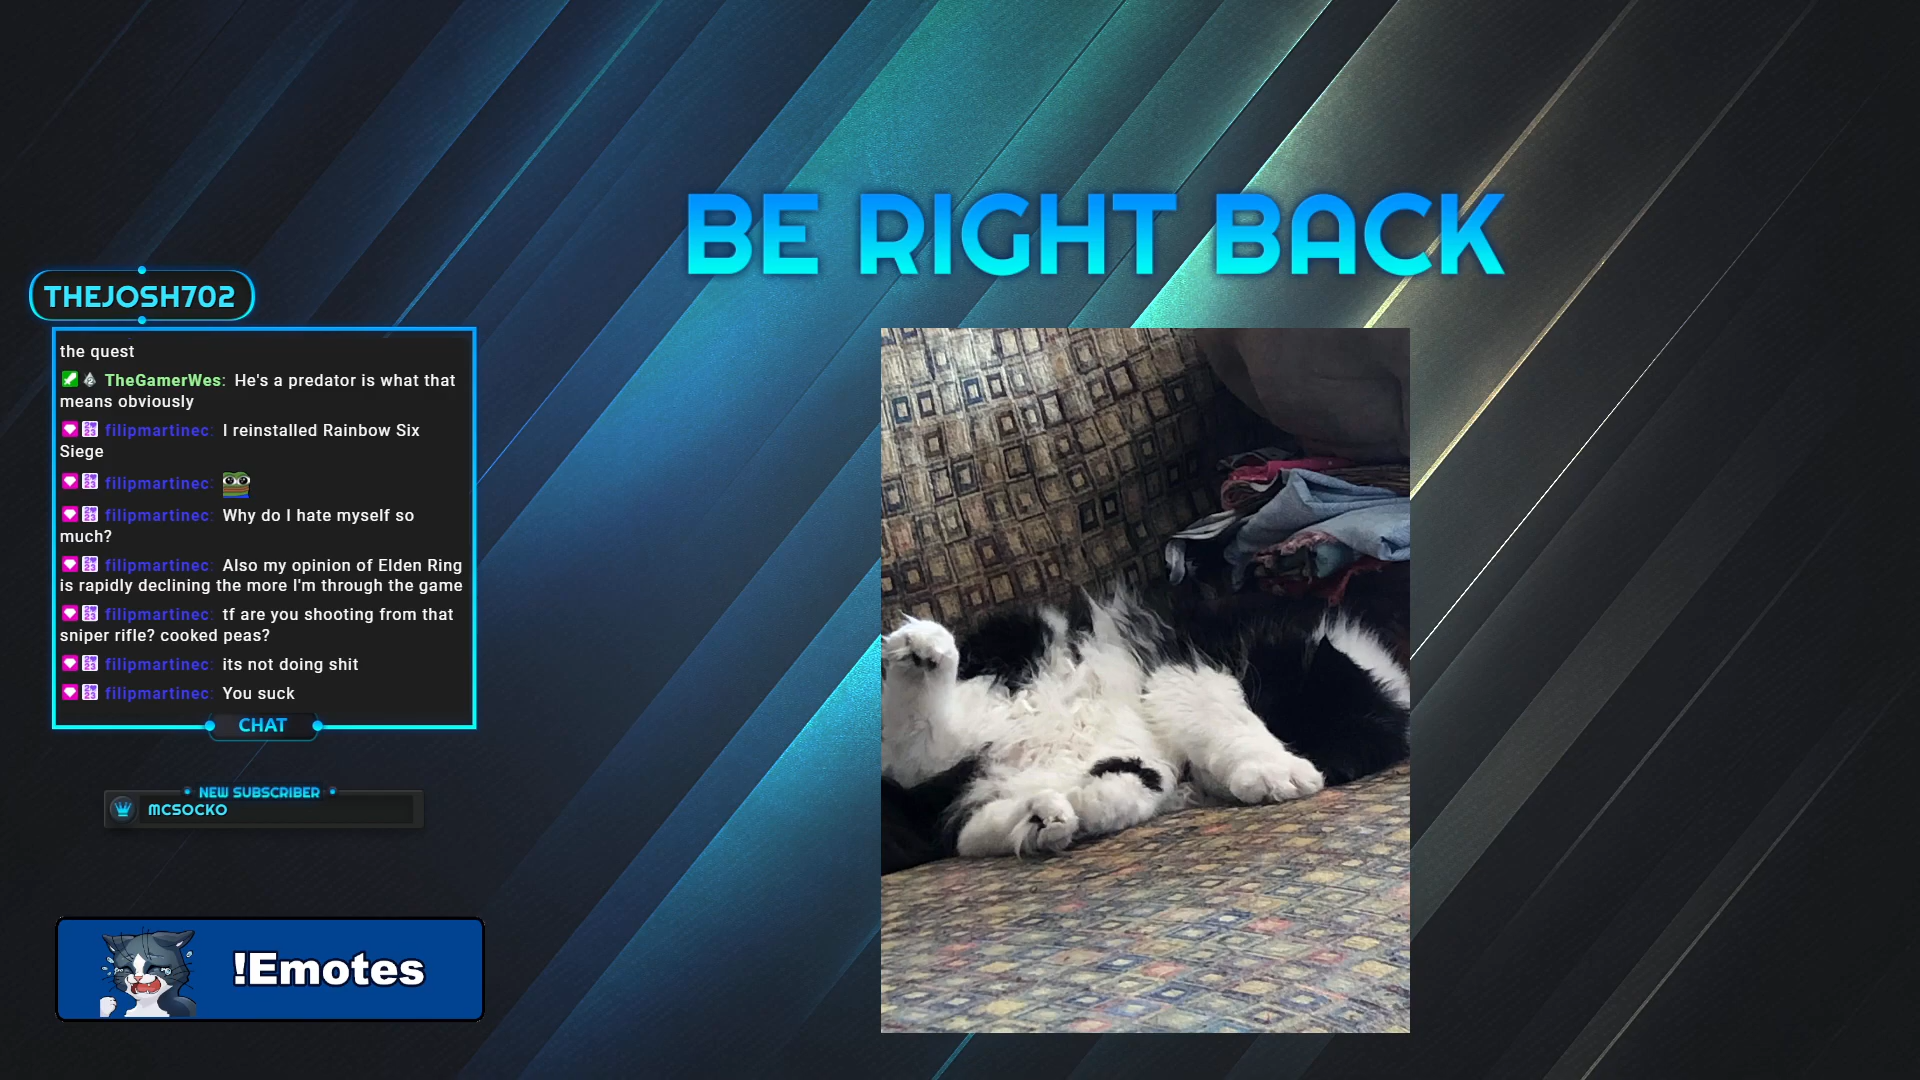 BE RIGHT BACK
THEJOSH702
the quest
TheGamerWes: He's a predator is what that
means obviously
filipmartinec: I reinstalled Rainbow Six
Siege
filipmartinec:
filipmartinec: Why do I hate myself so
much?
filipmartinec: Also my opinion of Elden Ring
is rapidly declining the more I'm through the game
filipmartinec: tf are you shooting from that
sniper rifle? cooked peas?
filipmartinec: its not doing shit
filipmartinec: You suck
CHAT
NEW SUBSCRIBER
MCSOCKO
!Emotes